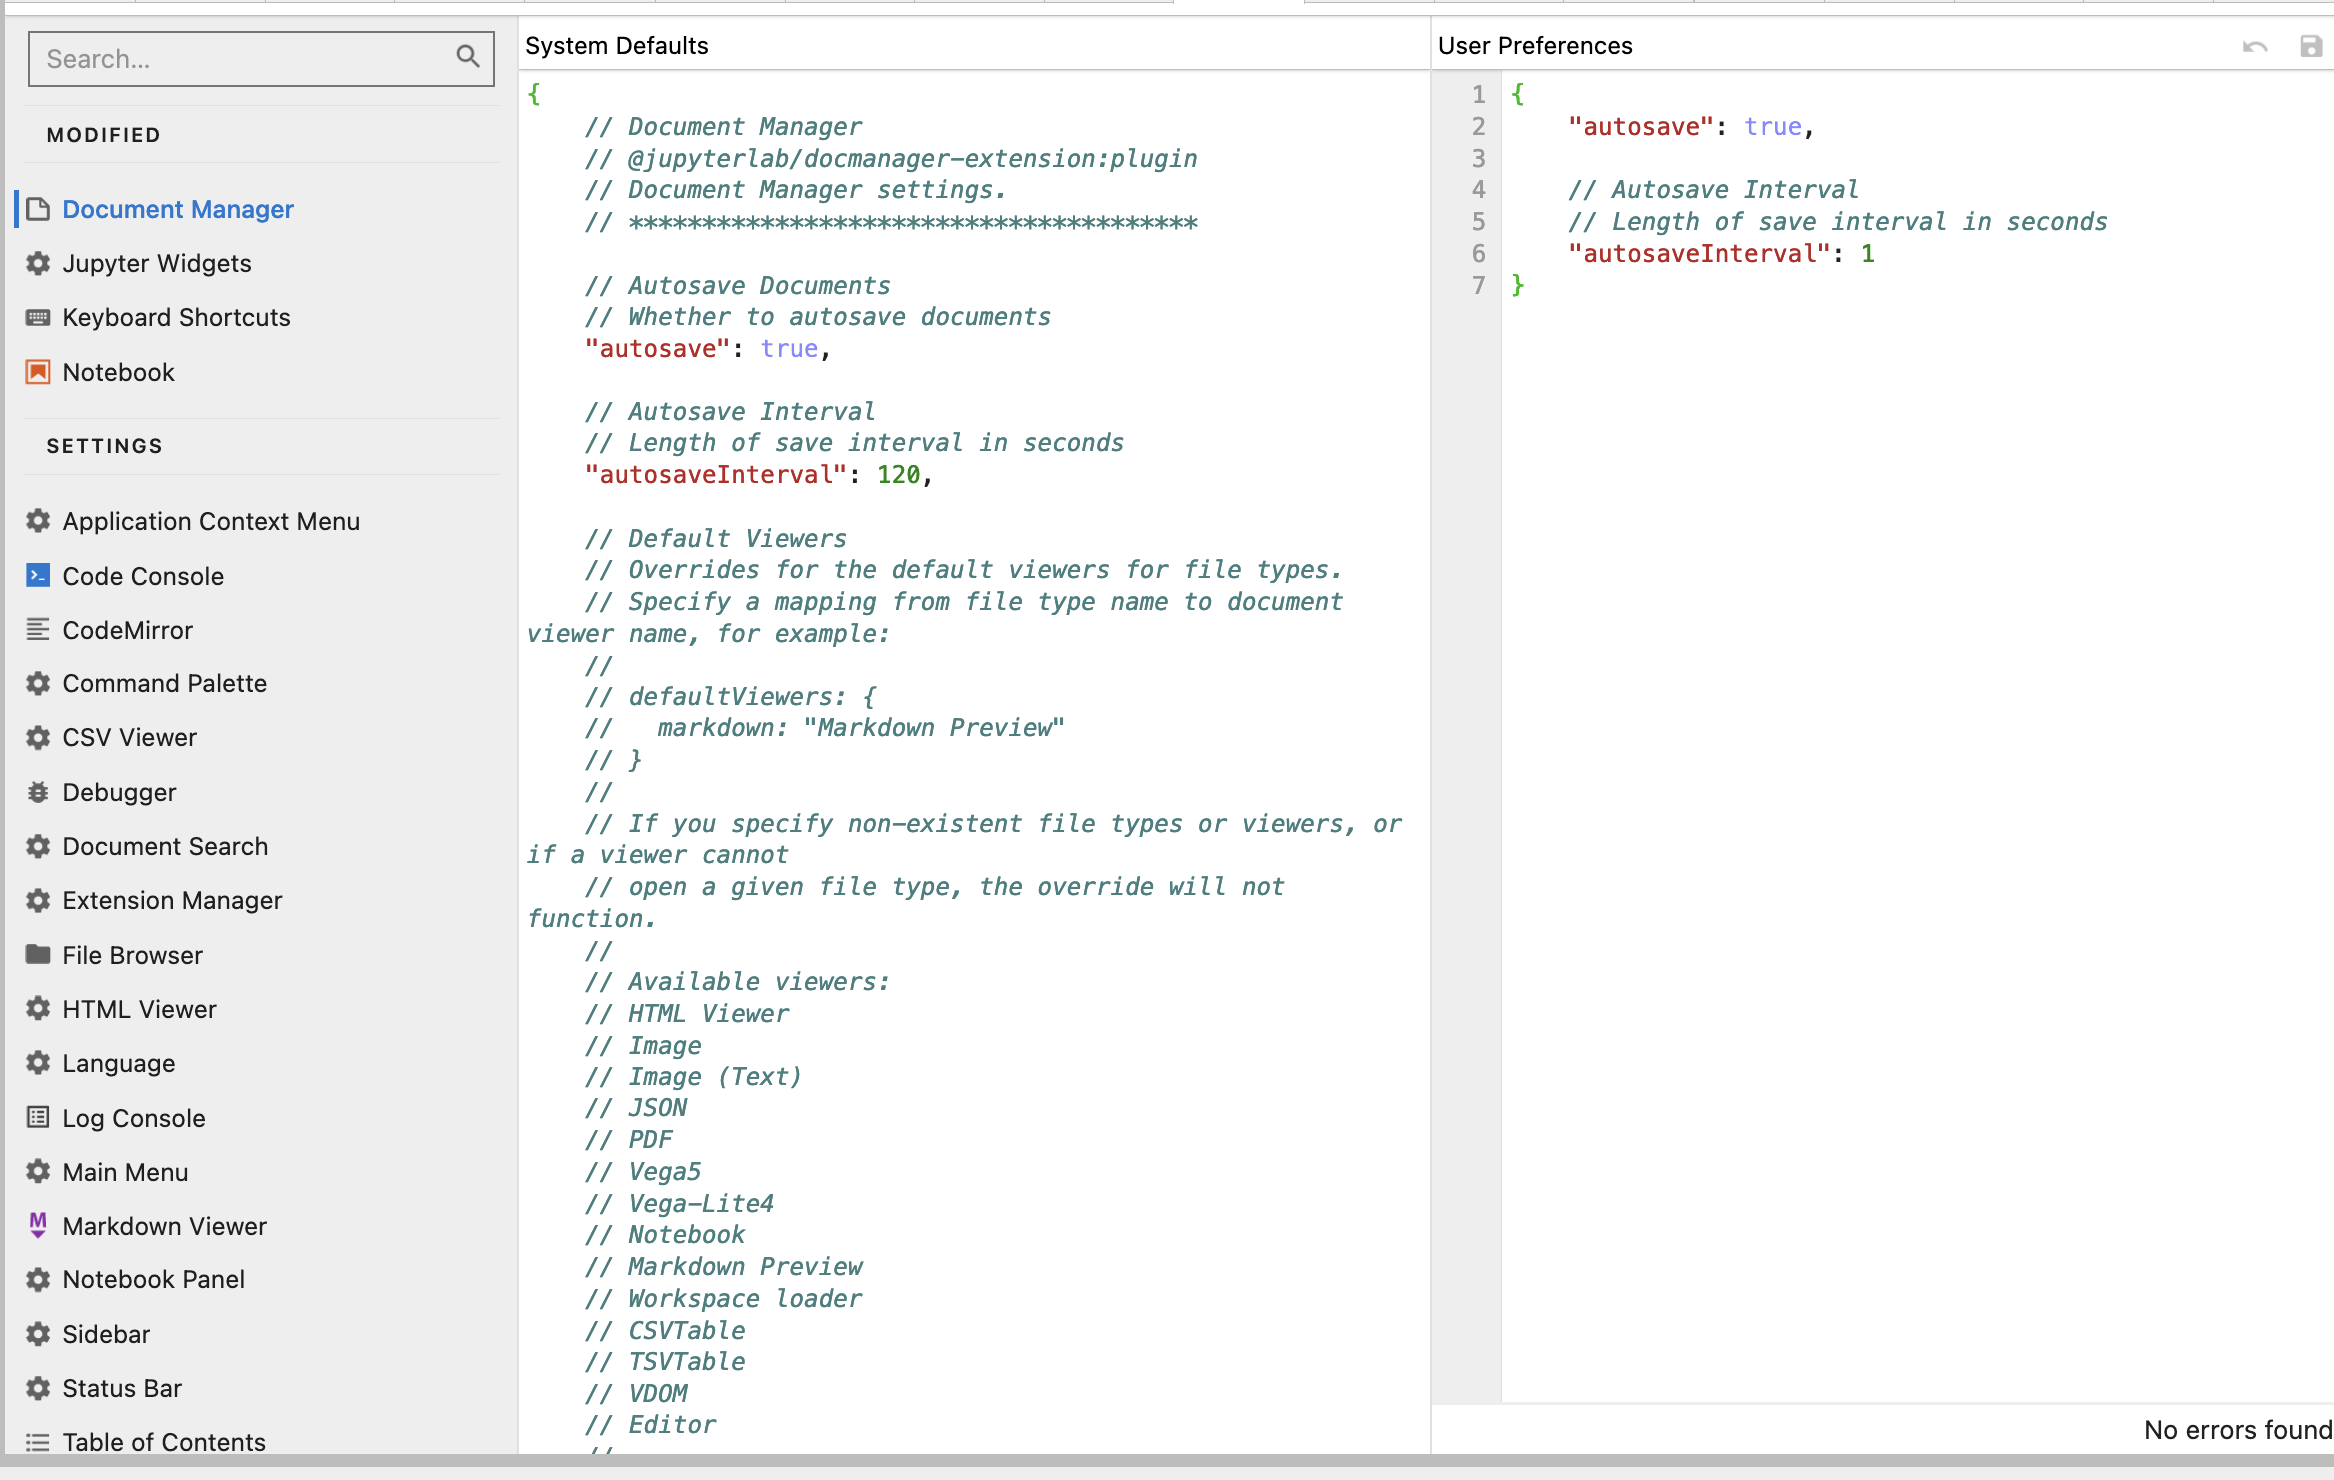 Search...
MODIFIED
Document Manager
Jupyter Widgets
Keyboard Shortcuts
Notebook
SETTINGS
Application Context Menu
Code Console
CodeMirror
Command Palette
CSV Viewer
Debugger
Document Search
Extension Manager
File Browser
HTML Viewer
Language
Log Console
Main Menu
Markdown Viewer
Notebook Panel
Sidebar
Status Bar
Table of Contents
System Defaults
{
    // Document Manager
    // @jupyterlab/docmanager-extension:plugin
    // Document Manager settings.
    // ***************************************

    // Autosave Documents
    // Whether to autosave documents
    "autosave": true,

    // Autosave Interval
    // Length of save interval in seconds
    "autosaveInterval": 120,

    // Default Viewers
    // Overrides for the default viewers for file types.
    // Specify a mapping from file type name to document
viewer name, for example:
    //
    // defaultViewers: {
    //   markdown: "Markdown Preview"
    // }
    //
    // If you specify non-existent file types or viewers, or
if a viewer cannot
    // open a given file type, the override will not
function.
    //
    // Available viewers:
    // HTML Viewer
    // Image
    // Image (Text)
    // JSON
    // PDF
    // Vega5
    // Vega-Lite4
    // Notebook
    // Markdown Preview
    // Workspace loader
    // CSVTable
    // TSVTable
    // VDOM
    // Editor
    //
User Preferences
1 {
2     "autosave": true,
3
4     // Autosave Interval
5     // Length of save interval in seconds
6     "autosaveInterval": 1
7 }
No errors found